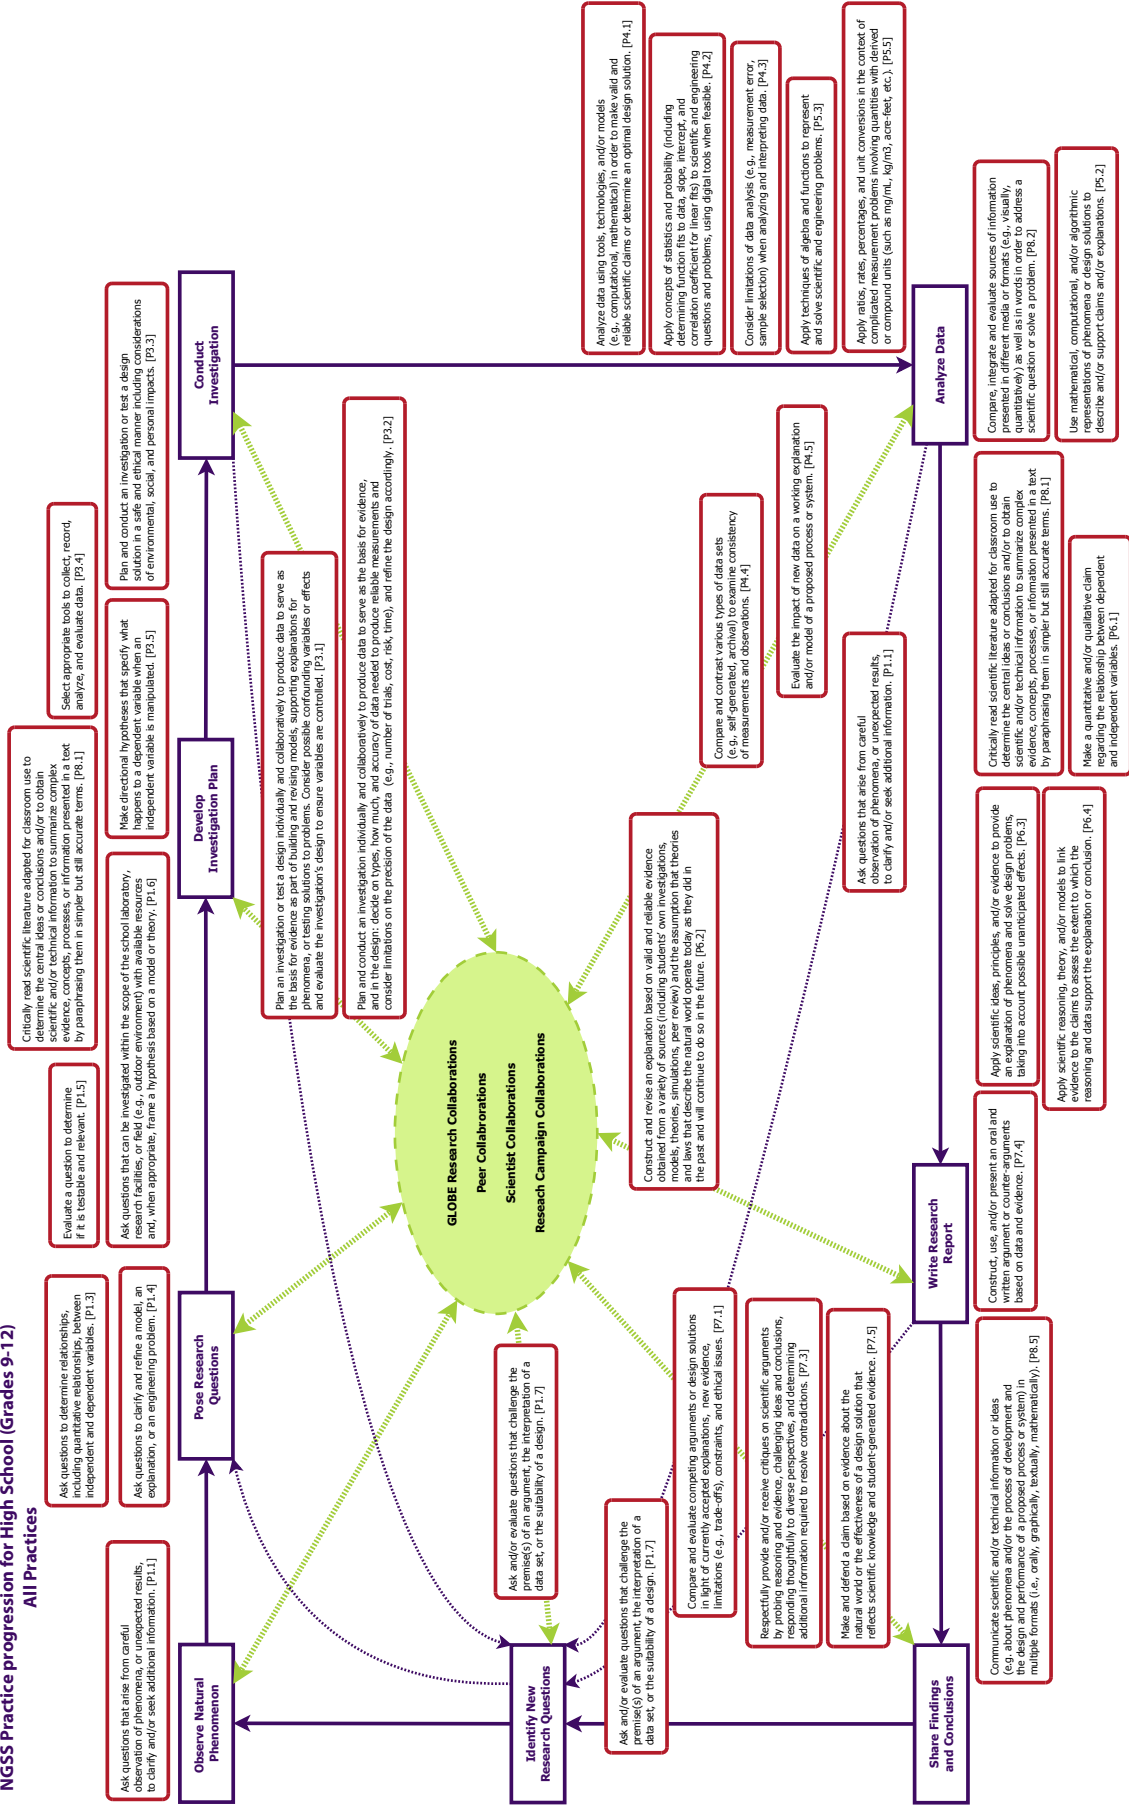 NGSS Practice progression for High School (Grades 9-12)
All Practices
Ask questions that arise from careful
observation of phenomena, or unexpected results,
to clarify and/or seek additional information. [P1.1]
Ask questions to determine relationships,
including quantitative relationships, between
independent and dependent variables. [P1.3]
Ask questions to clarify and refine a model, an
explanation, or an engineering problem. [P1.4]
Evaluate a question to determine
if it is testable and relevant. [P1.5]
Ask questions that can be investigated within the scope of the school laboratory,
research facilities, or field (e.g., outdoor environment) with available resources
and, when appropriate, frame a hypothesis based on a model or theory. [P1.6]
Critically read scientific literature adapted for classroom use to
determine the central ideas or conclusions and/or to obtain
scientific and/or technical information to summarize complex
evidence, concepts, processes, or information presented in a text
by paraphrasing them in simpler but still accurate terms. [P8.1]
Make directional hypotheses that specify what
happens to a dependent variable when an
independent variable is manipulated. [P3.5]
Select appropriate tools to collect, record,
analyze, and evaluate data. [P3.4]
Plan and conduct an investigation or test a design
solution in a safe and ethical manner including considerations
of environmental, social, and personal impacts. [P3.3]
Observe Natural
Phenomenon
Pose Research
Questions
Develop
Investigation Plan
Conduct
Investigation
Plan an investigation or test a design individually and collaboratively to produce data to serve as
the basis for evidence as part of building and revising models, supporting explanations for
phenomena, or testing solutions to problems. Consider possible confounding variables or effects
and evaluate the investigation's design to ensure variables are controlled. [P3.1]
Plan and conduct an investigation individually and collaboratively to produce data to serve as the basis for evidence,
and in the design: decide on types, how much, and accuracy of data needed to produce reliable measurements and
consider limitations on the precision of the data (e.g., number of trials, cost, risk, time), and refine the design accordingly. [P3.2]
GLOBE Research Collaborations
Peer Collabrorations
Scientist Collaborations
Reseach Campaign Collaborations
Ask and/or evaluate questions that challenge the
premise(s) of an argument, the interpretation of a
data set, or the suitability of a design. [P1.7]
Identify New
Research Questions
Ask and/or evaluate questions that challenge the
premise(s) of an argument, the interpretation of a
data set, or the suitability of a design. [P1.7]
Construct and revise an explanation based on valid and reliable evidence
obtained from a variety of sources (including students' own investigations,
models, theories, simulations, peer review) and the assumption that theories
and laws that describe the natural world operate today as they did in
the past and will continue to do so in the future. [P6.2]
Compare and contrast various types of data sets
(e.g., self-generated, archival) to examine consistency
of measurements and observations. [P4.4]
Evaluate the impact of new data on a working explanation
and/or model of a proposed process or system. [P4.5]
Ask questions that arise from careful
observation of phenomena, or unexpected results,
to clarify and/or seek additional information. [P1.1]
Analyze data using tools, technologies, and/or models
(e.g., computational, mathematical) in order to make valid and
reliable scientific claims or determine an optimal design solution. [P4.1]
Apply concepts of statistics and probability (including
determining function fits to data, slope, intercept, and
correlation coefficient for linear fits) to scientific and engineering
questions and problems, using digital tools when feasible. [P4.2]
Consider limitations of data analysis (e.g., measurement error,
sample selection) when analyzing and interpreting data. [P4.3]
Apply techniques of algebra and functions to represent
and solve scientific and engineering problems. [P5.3]
Apply ratios, rates, percentages, and unit conversions in the context of
complicated measurement problems involving quantities with derived
or compound units (such as mg/mL, kg/m3, acre-feet, etc.). [P5.5]
Compare and evaluate competing arguments or design solutions
in light of currently accepted explanations, new evidence,
limitations (e.g., trade-offs), constraints, and ethical issues. [P7.1]
Respectfully provide and/or receive critiques on scientific arguments
by probing reasoning and evidence, challenging ideas and conclusions,
responding thoughtfully to diverse perspectives, and determining
additional information required to resolve contradictions. [P7.3]
Make and defend a claim based on evidence about the
natural world or the effectiveness of a design solution that
reflects scientific knowledge and student-generated evidence. [P7.5]
Share Findings
and Conclusions
Write Research
Report
Analyze Data
Communicate scientific and/or technical information or ideas
(e.g. about phenomena and/or the process of development and
the design and performance of a proposed process or system) in
multiple formats (i.e., orally, graphically, textually, mathematically). [P8.5]
Construct, use, and/or present an oral and
written argument or counter-arguments
based on data and evidence. [P7.4]
Apply scientific ideas, principles, and/or evidence to provide
an explanation of phenomena and solve design problems,
taking into account possible unanticipated effects. [P6.3]
Apply scientific reasoning, theory, and/or models to link
evidence to the claims to assess the extent to which the
reasoning and data support the explanation or conclusion. [P6.4]
Critically read scientific literature adapted for classroom use to
determine the central ideas or conclusions and/or to obtain
scientific and/or technical information to summarize complex
evidence, concepts, processes, or information presented in a text
by paraphrasing them in simpler but still accurate terms. [P8.1]
Make a quantitative and/or qualitative claim
regarding the relationship between dependent
and independent variables. [P6.1]
Compare, integrate and evaluate sources of information
presented in different media or formats (e.g., visually,
quantitatively) as well as in words in order to address a
scientific question or solve a problem. [P8.2]
Use mathematical, computational, and/or algorithmic
representations of phenomena or design solutions to
describe and/or support claims and/or explanations. [P5.2]